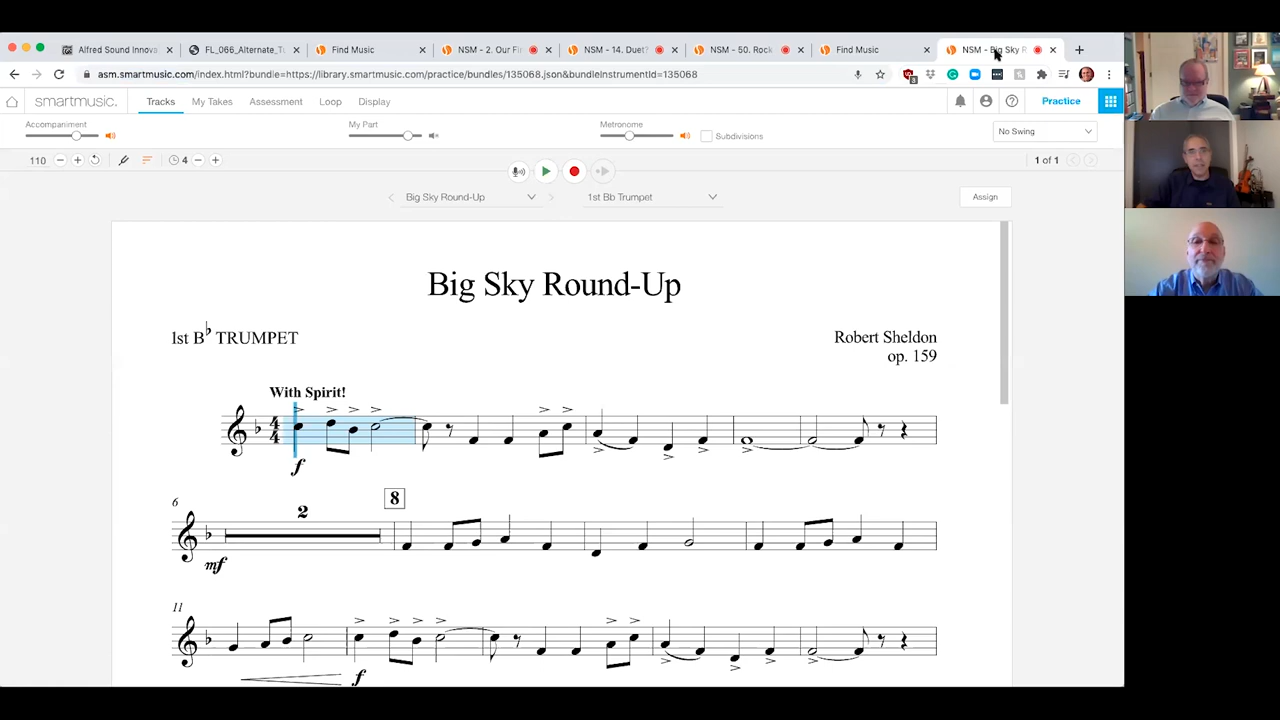 Alfred Sound Innova
FL_066_Alternate_T
Find Music
NSM - 2. Our Fi
NSM - 14. Duet?
NSM - 50. Rock
Find Music
NSM - Big Sky R
asm.smartmusic.com/index.html?bundle=https://library.smartmusic.com/practice/bundles/135068.json&bundleInstrumentId=135068
3
smartmusic.
Tracks
My Takes
Assessment
Loop
Display
Practice
Accompaniment
My Part
Metronome
Subdivisions
No Swing
110
4
1 of 1
Big Sky Round-Up
1st Bb Trumpet
Assign
Big Sky Round-Up
1st B♭ TRUMPET
Robert Sheldon
op. 159
With Spirit!
4
4
f
6
2
8
mf
11
f